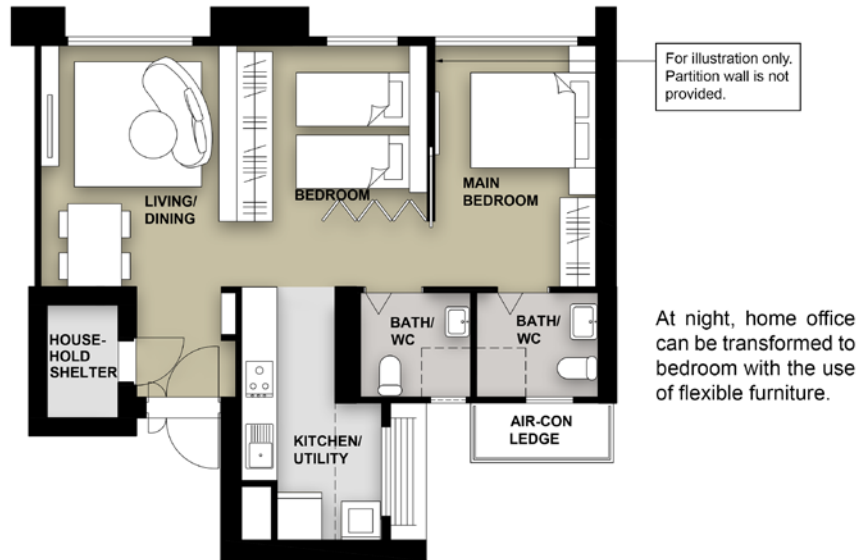 For illustration only.
Partition wall is not
provided.
LIVING/
DINING
BEDROOM
MAIN
BEDROOM
HOUSE-
HOLD
SHELTER
BATH/
WC
BATH/
WC
KITCHEN/
UTILITY
AIR-CON
LEDGE
At night, home office
can be transformed to
bedroom with the use
of flexible furniture.